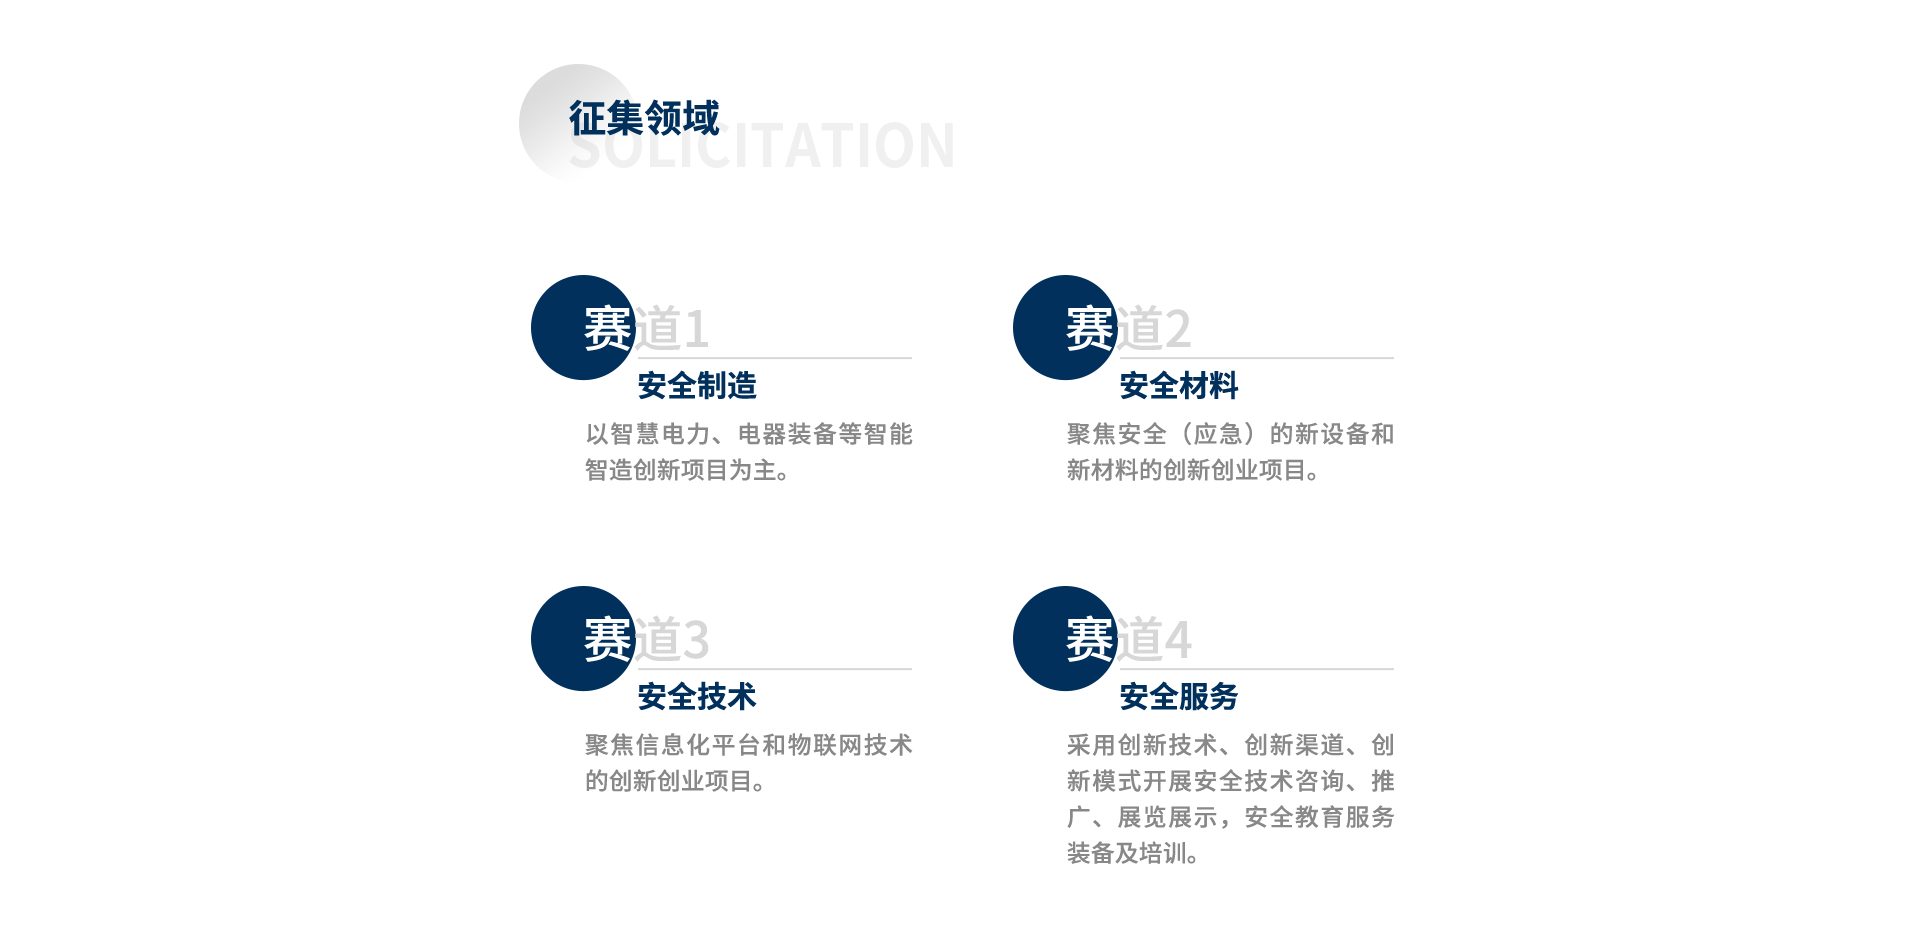 征集领域
SOLICITATION
赛道1
安全制造
以智慧电力、电器装备等智能
智造创新项目为主。
赛道2
安全材料
聚焦安全（应急）的新设备和
新材料的创新创业项目。
赛道3
安全技术
聚焦信息化平台和物联网技术
的创新创业项目。
赛道4
安全服务
采用创新技术、创新渠道、创
新模式开展安全技术咨询、推
广、展览展示，安全教育服务
装备及培训。